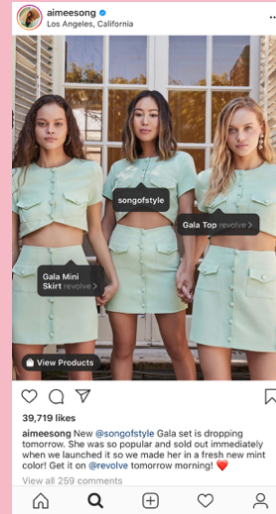 aimeesong
Los Angeles, California
songofstyle
Gala Top revolve >
Gala Mini
Skirt revolve >
View Products
39,719 likes
aimeesong New @songofstyle Gala set is dropping
tomorrow. She was so popular and sold out immediately
when we launched it so we made her in a fresh new mint
color! Get it on @revolve tomorrow morning! ❤️
View all 259 comments